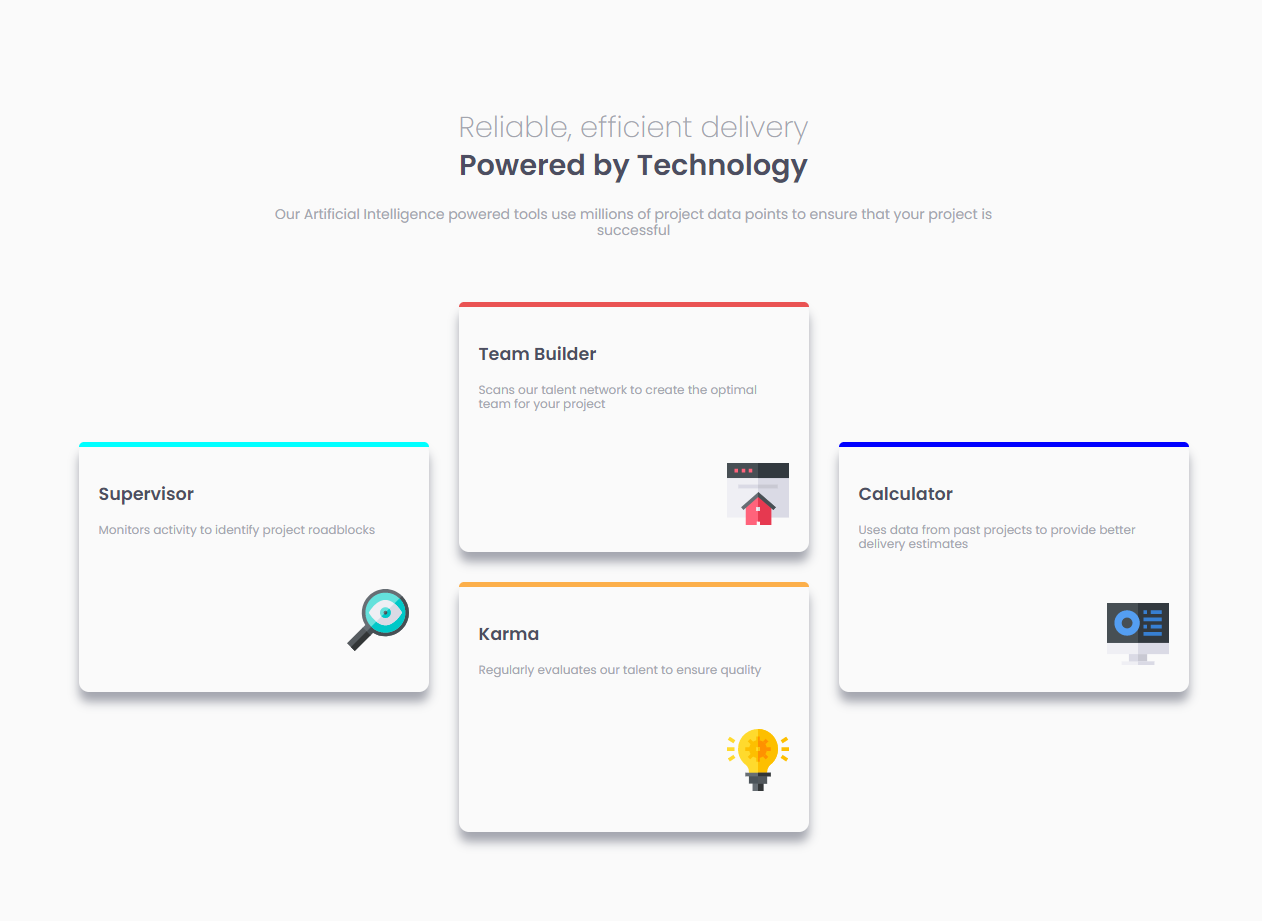 Reliable, efficient delivery
Powered by Technology
Our Artificial Intelligence powered tools use millions of project data points to ensure that your project is
successful
Supervisor
Monitors activity to identify project roadblocks
Team Builder
Scans our talent network to create the optimal
team for your project
Karma
Regularly evaluates our talent to ensure quality
Calculator
Uses data from past projects to provide better
delivery estimates